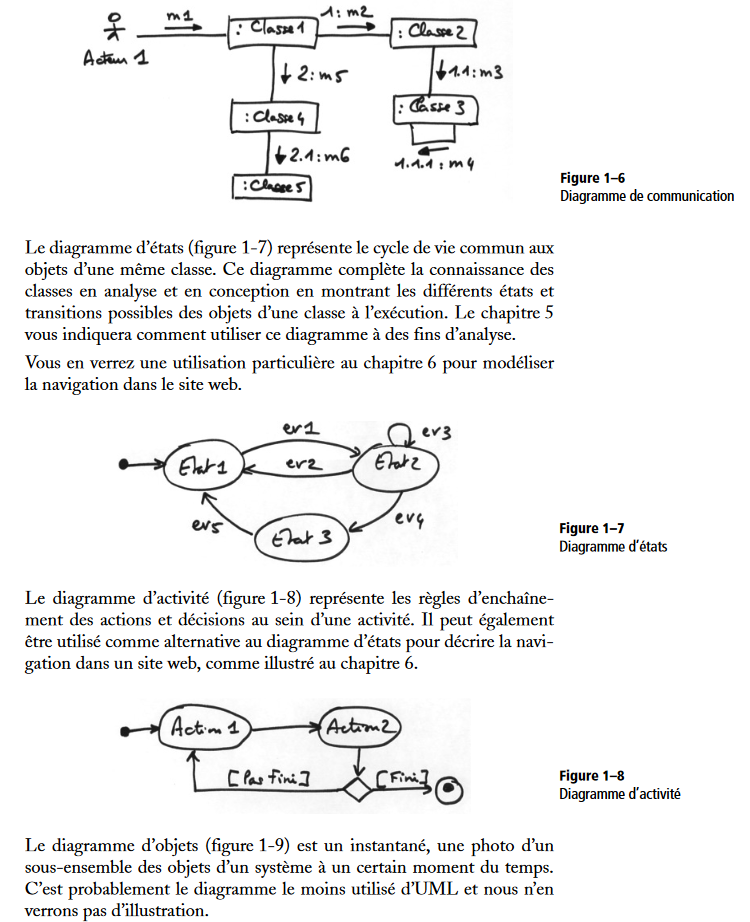 m1
: Classe 1
1: m2
: Classe 2
Acteur 1
2: m5
1.1: m3
: Classe 4
: Classe 3
2.1: m6
1.1.1 : m4
: Classe 5
Figure 1–6
Diagramme de communication
Le diagramme d'états (figure 1-7) représente le cycle de vie commun aux
objets d'une même classe. Ce diagramme complète la connaissance des
classes en analyse et en conception en montrant les différents états et
transitions possibles des objets d'une classe à l'exécution. Le chapitre 5
vous indiquera comment utiliser ce diagramme à des fins d'analyse.
Vous en verrez une utilisation particulière au chapitre 6 pour modéliser
la navigation dans le site web.
ev1
ev3
Etat 1
ev2
Etat 2
ev5
Etat 3
ev4
Figure 1–7
Diagramme d'états
Le diagramme d'activité (figure 1-8) représente les règles d'enchaîne-
ment des actions et décisions au sein d'une activité. Il peut également
être utilisé comme alternative au diagramme d'états pour décrire la navi-
gation dans un site web, comme illustré au chapitre 6.
Action 1
Action 2
[Pas fini]
[Fini]
Figure 1–8
Diagramme d'activité
Le diagramme d'objets (figure 1-9) est un instantané, une photo d'un
sous-ensemble des objets d'un système à un certain moment du temps.
C'est probablement le diagramme le moins utilisé d'UML et nous n'en
verrons pas d'illustration.